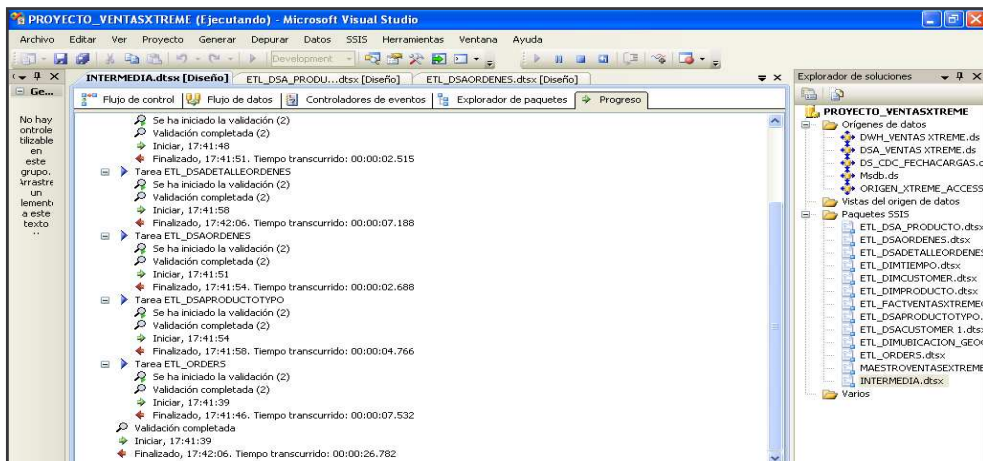 PROYECTO_VENTASXTREME (Ejecutando) - Microsoft Visual Studio
Archivo Editar Ver Proyecto Generar Depurar Datos SSIS Herramientas Ventana Ayuda
Development
INTERMEDIA.dtsx [Diseño] ETL_DSA_PRODU...dtsx [Diseño] ETL_DSAORDENES.dtsx [Diseño]
Flujo de control Flujo de datos Controladores de eventos Explorador de paquetes Progreso
Ge...
No hay
ontrole
tilizable
en
este
grupo.
Arrastre
un
lement
a este
texto
Se ha iniciado la validación (2)
Validación completada (2)
Iniciar, 17:41:48
Finalizado, 17:41:51. Tiempo transcurrido: 00:00:02.515
Tarea ETL_DSADETALLEORDENES
Se ha iniciado la validación (2)
Validación completada (2)
Iniciar, 17:41:58
Finalizado, 17:42:06. Tiempo transcurrido: 00:00:07.188
Tarea ETL_DSAORDENES
Se ha iniciado la validación (2)
Validación completada (2)
Iniciar, 17:41:51
Finalizado, 17:41:54. Tiempo transcurrido: 00:00:02.688
Tarea ETL_DSAPRODUCTOTYPO
Se ha iniciado la validación (2)
Validación completada (2)
Iniciar, 17:41:54
Finalizado, 17:41:58. Tiempo transcurrido: 00:00:04.766
Tarea ETL_ORDERS
Se ha iniciado la validación (2)
Validación completada (2)
Iniciar, 17:41:39
Finalizado, 17:41:46. Tiempo transcurrido: 00:00:07.532
Validación completada
Iniciar, 17:41:39
Finalizado, 17:42:06. Tiempo transcurrido: 00:00:26.782
Explorador de soluciones
PROYECTO_VENTASXTREME
Orígenes de datos
DWH_VENTAS XTREME.ds
DSA_VENTAS XTREME.ds
DS_CDC_FECHACARGAS.d
Msdb.ds
ORIGEN_XTREME_ACCESS
Vistas del origen de datos
Paquetes SSIS
ETL_DSA_PRODUCTO.dtsx
ETL_DSAORDENES.dtsx
ETL_DSADETALLEORDENES
ETL_DIMTIEMPO.dtsx
ETL_DIMCUSTOMER.dtsx
ETL_DIMPRODUCTO.dtsx
ETL_FACTVENTASXTREME
ETL_DSAPRODUCTOTYPO.
ETL_DSACUSTOMER 1.dtsx
ETL_DIMUBICACION_GEO
ETL_ORDERS.dtsx
MAESTROVENTASEXTREME
INTERMEDIA.dtsx
Varios